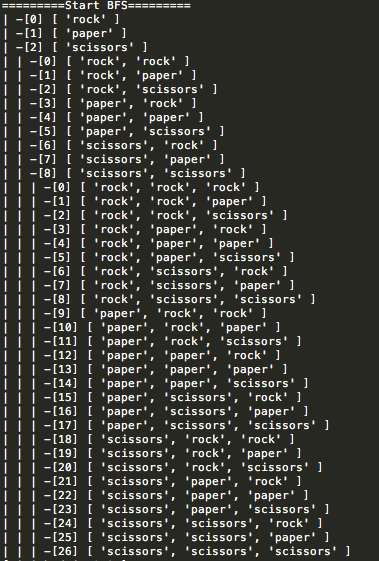 =========Start BFS=========
| -[0] [ 'rock' ]
| -[1] [ 'paper' ]
| -[2] [ 'scissors' ]
| | -[0] [ 'rock', 'rock' ]
| | -[1] [ 'rock', 'paper' ]
| | -[2] [ 'rock', 'scissors' ]
| | -[3] [ 'paper', 'rock' ]
| | -[4] [ 'paper', 'paper' ]
| | -[5] [ 'paper', 'scissors' ]
| | -[6] [ 'scissors', 'rock' ]
| | -[7] [ 'scissors', 'paper' ]
| | -[8] [ 'scissors', 'scissors' ]
| | | -[0] [ 'rock', 'rock', 'rock' ]
| | | -[1] [ 'rock', 'rock', 'paper' ]
| | | -[2] [ 'rock', 'rock', 'scissors' ]
| | | -[3] [ 'rock', 'paper', 'rock' ]
| | | -[4] [ 'rock', 'paper', 'paper' ]
| | | -[5] [ 'rock', 'paper', 'scissors' ]
| | | -[6] [ 'rock', 'scissors', 'rock' ]
| | | -[7] [ 'rock', 'scissors', 'paper' ]
| | | -[8] [ 'rock', 'scissors', 'scissors' ]
| | | -[9] [ 'paper', 'rock', 'rock' ]
| | | -[10] [ 'paper', 'rock', 'paper' ]
| | | -[11] [ 'paper', 'rock', 'scissors' ]
| | | -[12] [ 'paper', 'paper', 'rock' ]
| | | -[13] [ 'paper', 'paper', 'paper' ]
| | | -[14] [ 'paper', 'paper', 'scissors' ]
| | | -[15] [ 'paper', 'scissors', 'rock' ]
| | | -[16] [ 'paper', 'scissors', 'paper' ]
| | | -[17] [ 'paper', 'scissors', 'scissors' ]
| | | -[18] [ 'scissors', 'rock', 'rock' ]
| | | -[19] [ 'scissors', 'rock', 'paper' ]
| | | -[20] [ 'scissors', 'rock', 'scissors' ]
| | | -[21] [ 'scissors', 'paper', 'rock' ]
| | | -[22] [ 'scissors', 'paper', 'paper' ]
| | | -[23] [ 'scissors', 'paper', 'scissors' ]
| | | -[24] [ 'scissors', 'scissors', 'rock' ]
| | | -[25] [ 'scissors', 'scissors', 'paper' ]
| | | -[26] [ 'scissors', 'scissors', 'scissors' ]